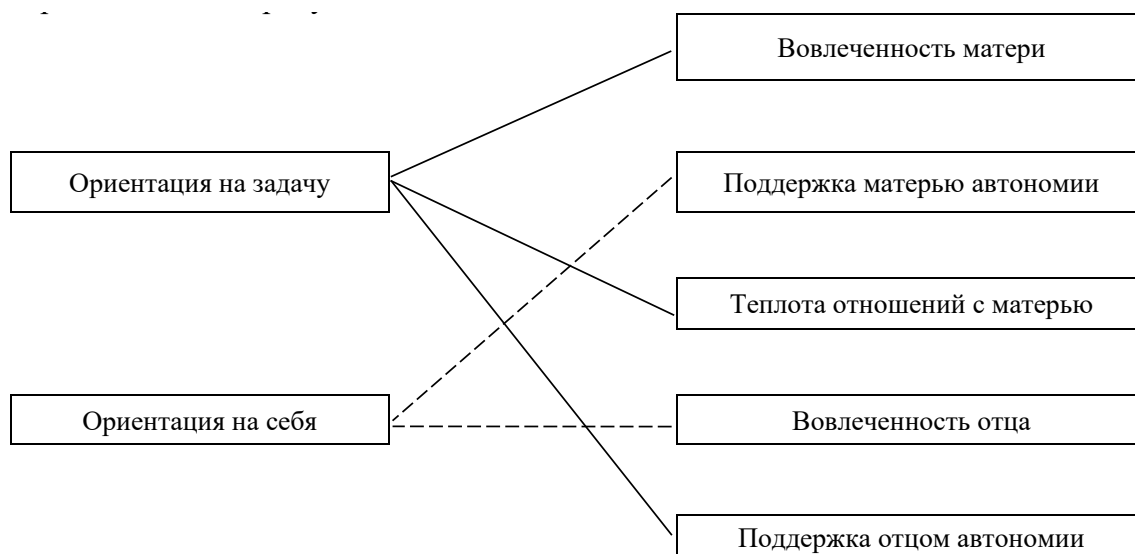 Вовлеченность матери
Ориентация на задачу
Поддержка матерью автономии
Теплота отношений с матерью
Ориентация на себя
Вовлеченность отца
Поддержка отцом автономии